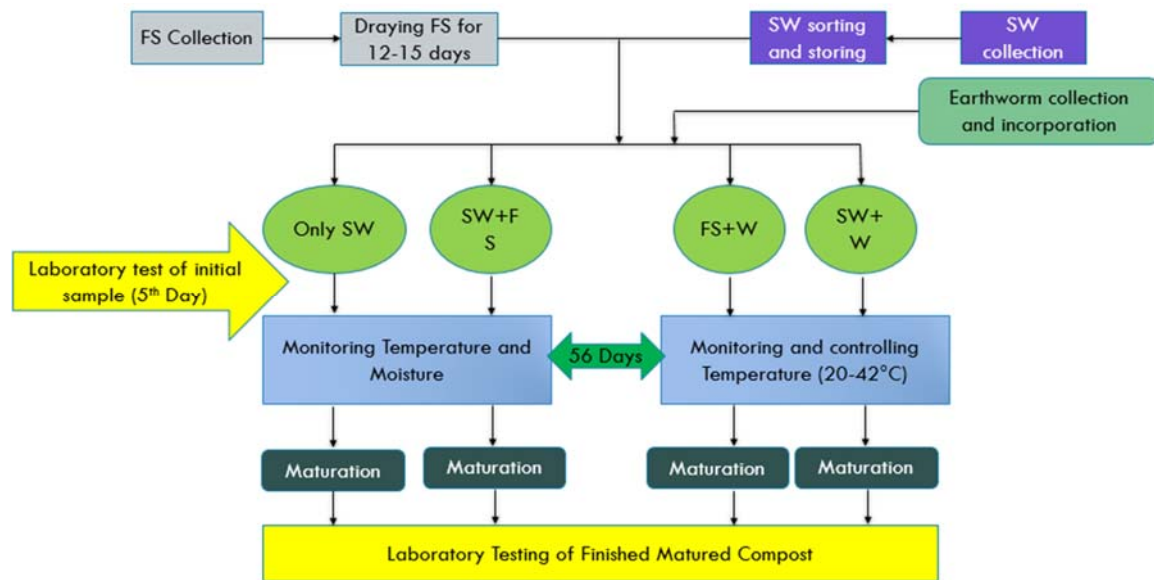 FS Collection
Draying FS for
12-15 days
SW sorting
and storing
SW
collection
Earthworm collection
and incorporation
Only SW
SW+F
S
FS+W
SW+
W
Laboratory test of initial
sample (5th Day)
Monitoring Temperature and
Moisture
56 Days
Monitoring and controlling
Temperature (20-42°C)
Maturation
Maturation
Maturation
Maturation
Laboratory Testing of Finished Matured Compost